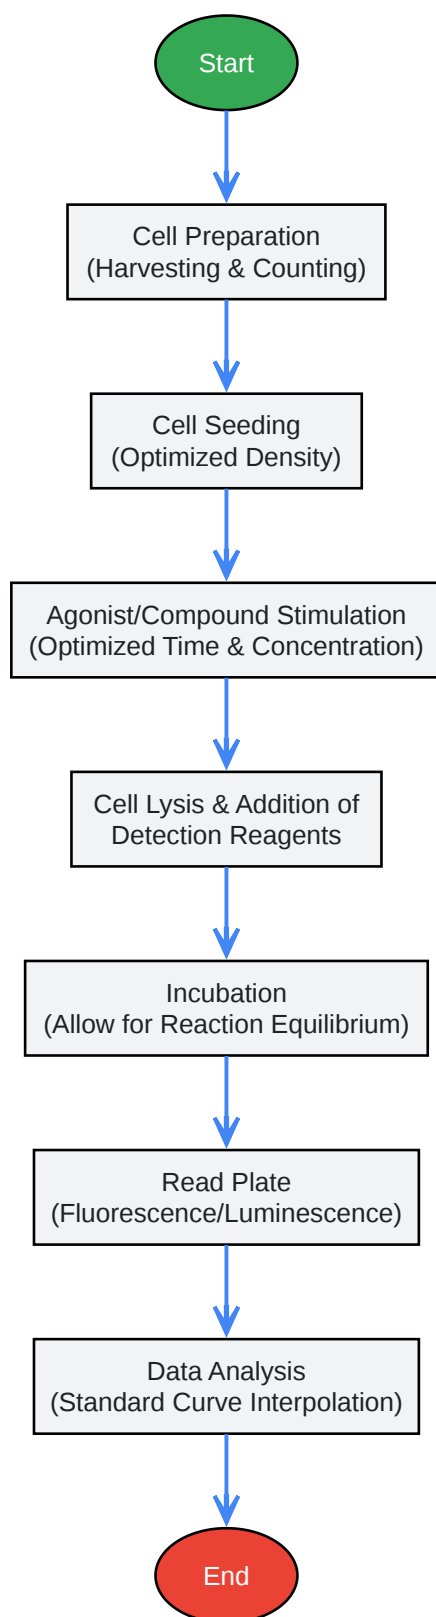 Start
Cell Preparation
(Harvesting & Counting)
Cell Seeding
(Optimized Density)
Agonist/Compound Stimulation
(Optimized Time & Concentration)
Cell Lysis & Addition of
Detection Reagents
Incubation
(Allow for Reaction Equilibrium)
Read Plate
(Fluorescence/Luminescence)
Data Analysis
(Standard Curve Interpolation)
End